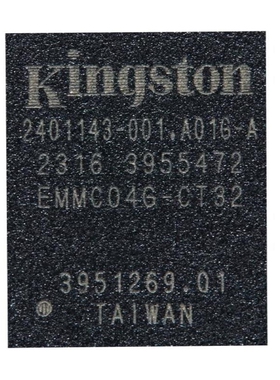 Kingston
2401143-001.A01G-A
2316 3955472
EMMC04G-CT32
3951269.01
TAIWAN